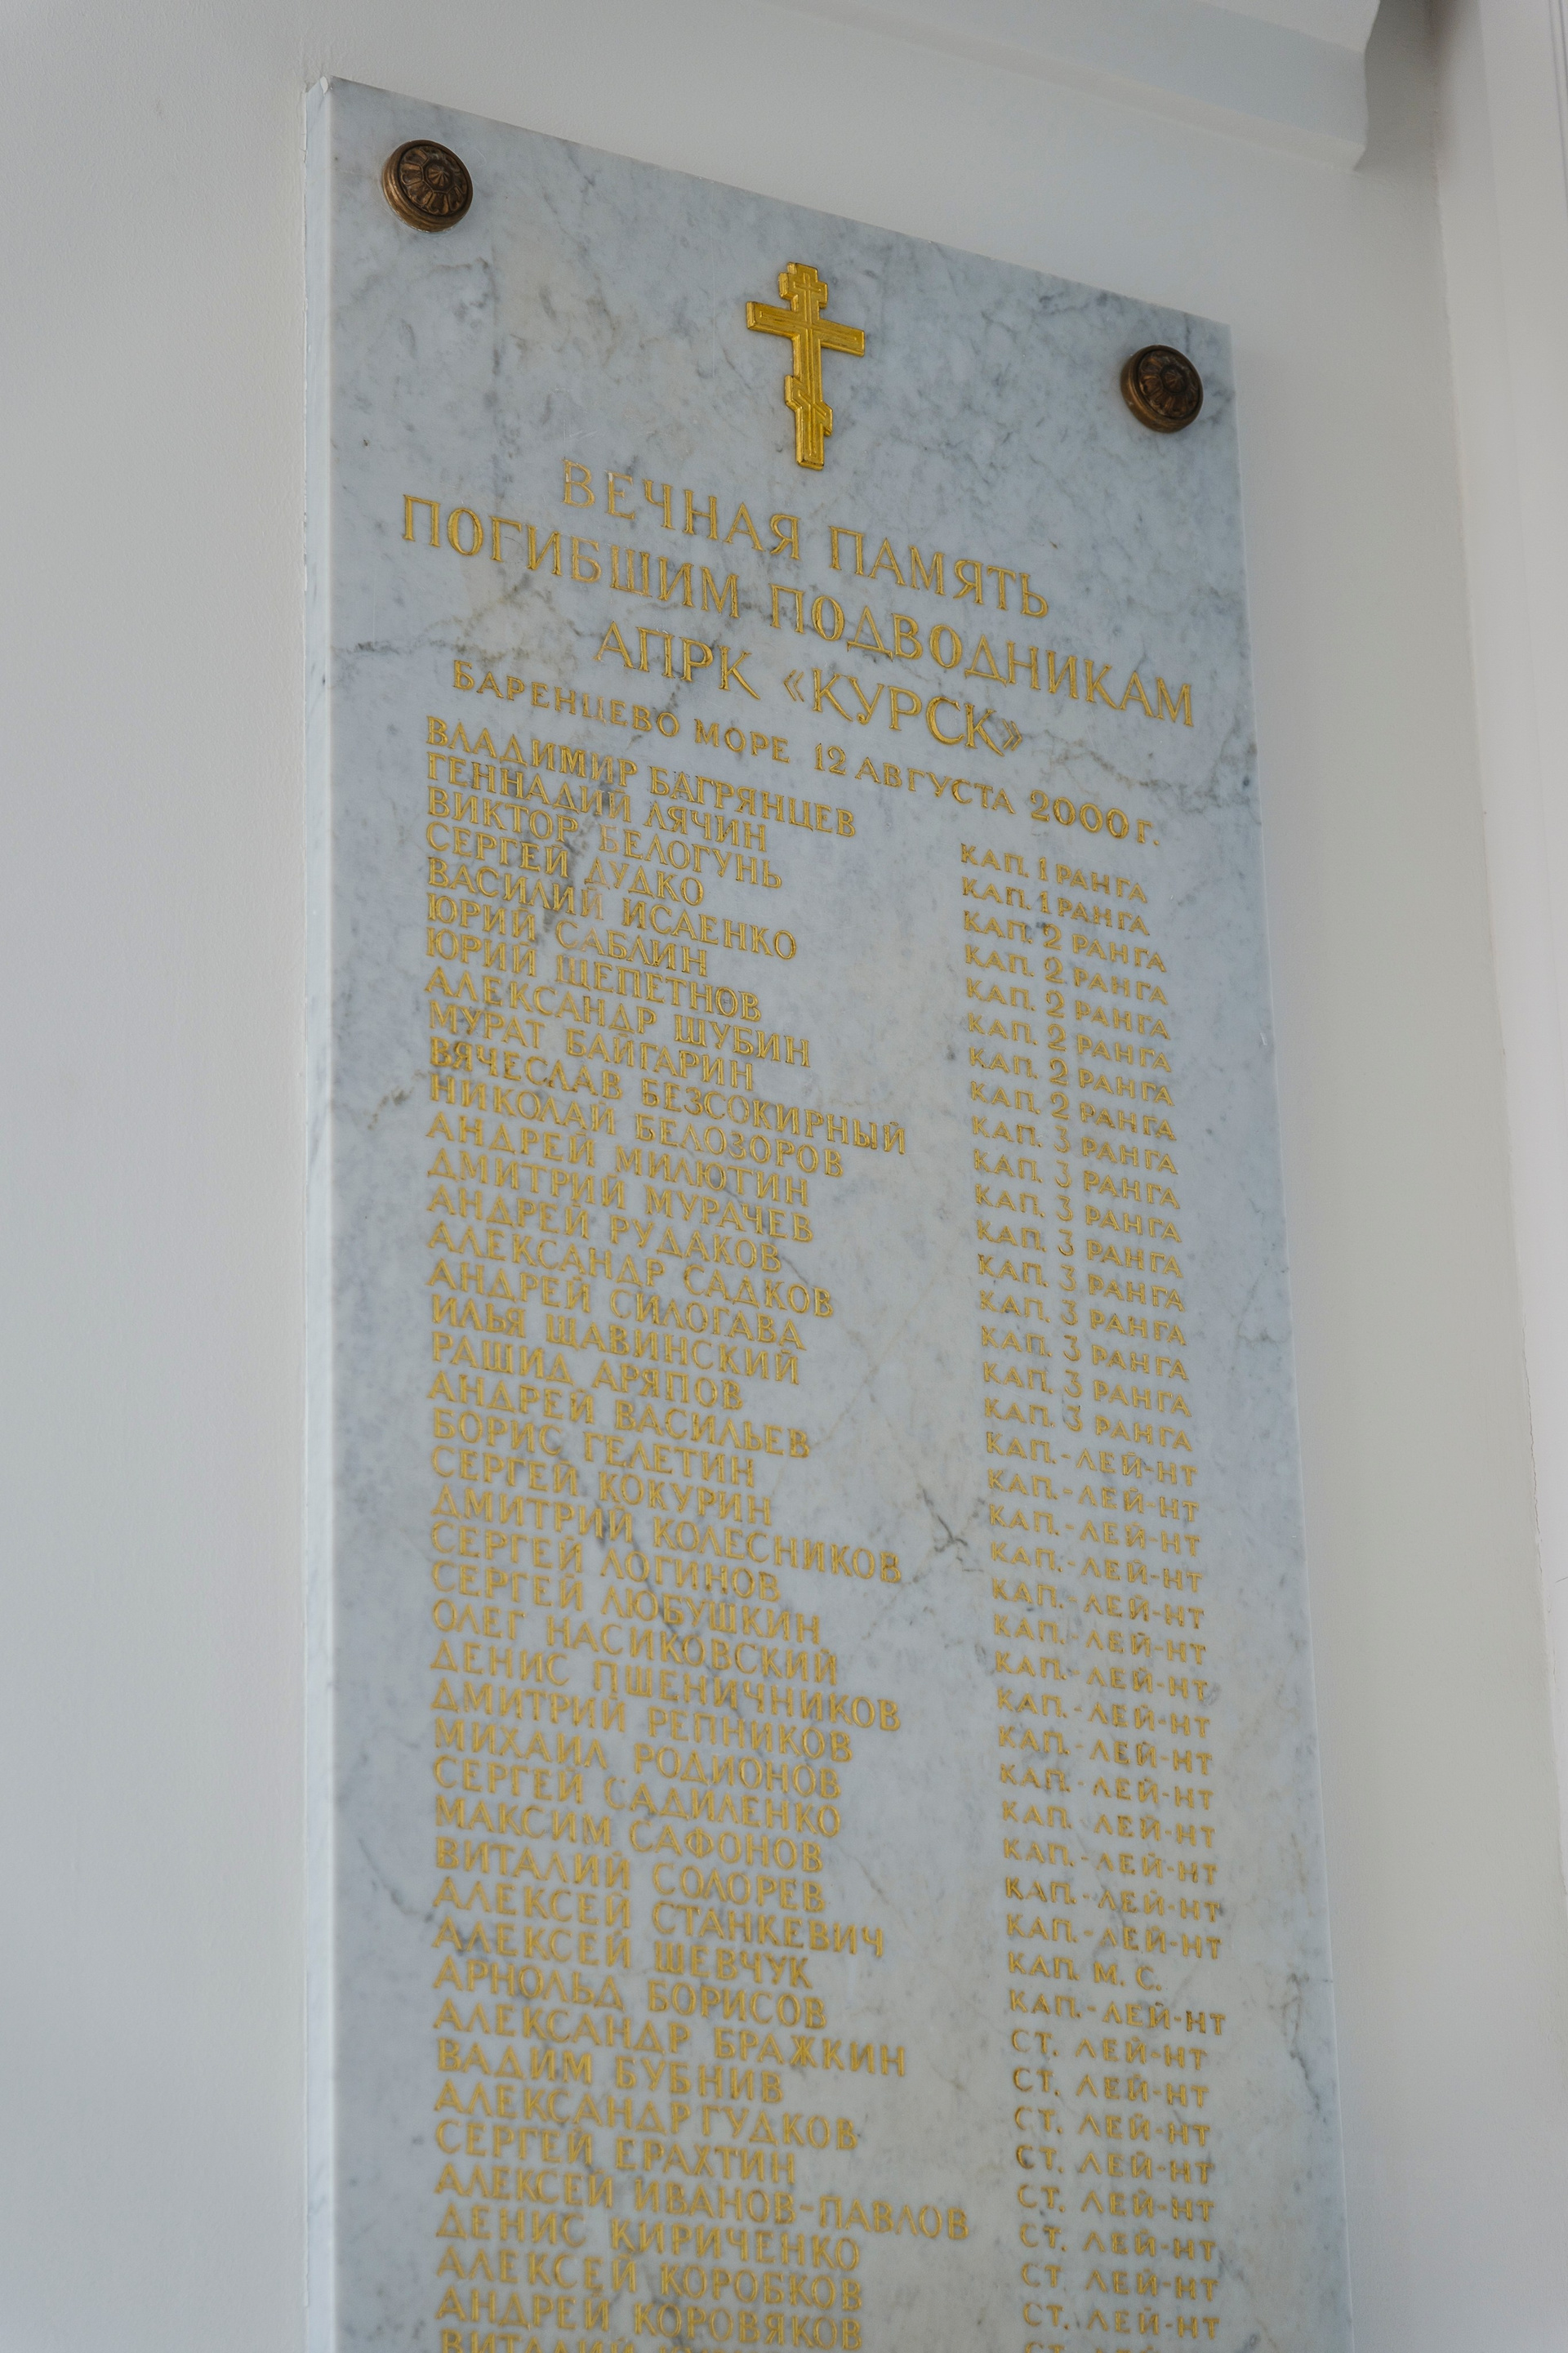 ВЕЧНАЯ ПАМЯТЬ
ПОГИБШИМ ПОДВОДНИКАМ
АПРК «КУРСК»
БАРЕНЦЕВО МОРЕ 12 АВГУСТА 2000 Г.
ВЛАДИМИР БАГРЯНЦЕВ КАП. 1 РАНГА
ГЕННАДИЙ ЛЯЧИН КАП. 1 РАНГА
ВИКТОР БЕЛОГУНЬ КАП. 2 РАНГА
СЕРГЕЙ ДУДКО КАП. 2 РАНГА
ВАСИЛИЙ ИСАЕНКО КАП. 2 РАНГА
ЮРИЙ САБЛИН КАП. 2 РАНГА
ЮРИЙ ЩЕПЕТНОВ КАП. 2 РАНГА
АЛЕКСАНДР ШУБИН КАП. 2 РАНГА
МУРАТ БАЙГАРИН КАП. 3 РАНГА
ВЯЧЕСЛАВ БЕЗСОКИРНЫЙ КАП. 3 РАНГА
НИКОЛАЙ БЕЛОЗОРОВ КАП. 3 РАНГА
АНДРЕЙ МИЛЮТИН КАП. 3 РАНГА
ДМИТРИЙ МУРАЧЕВ КАП. 3 РАНГА
АНДРЕЙ РУДАКОВ КАП. 3 РАНГА
АЛЕКСАНДР САДКОВ КАП. 3 РАНГА
АНДРЕЙ СИЛОГАВА КАП. 3 РАНГА
ИЛЬЯ ЩАВИНСКИЙ КАП. 3 РАНГА
РАШИД АРЯПОВ КАП.-ЛЕЙ-НТ
АНДРЕЙ ВАСИЛЬЕВ КАП.-ЛЕЙ-НТ
БОРИС ГЕЛЕТИН КАП.-ЛЕЙ-НТ
СЕРГЕЙ КОКУРИН КАП.-ЛЕЙ-НТ
ДМИТРИЙ КОЛЕСНИКОВ КАП.-ЛЕЙ-НТ
СЕРГЕЙ ЛОГИНОВ КАП.-ЛЕЙ-НТ
СЕРГЕЙ ЛЮБУШКИН КАП.-ЛЕЙ-НТ
ОЛЕГ НАСИКОВСКИЙ КАП.-ЛЕЙ-НТ
ДЕНИС ПШЕНИЧНИКОВ КАП.-ЛЕЙ-НТ
ДМИТРИЙ РЕПНИКОВ КАП.-ЛЕЙ-НТ
МИХАИЛ РОДИОНОВ КАП.-ЛЕЙ-НТ
СЕРГЕЙ САДИЛЕНКО КАП.-ЛЕЙ-НТ
МАКСИМ САФОНОВ КАП.-ЛЕЙ-НТ
ВИТАЛИЙ СОЛОРЕВ КАП.-ЛЕЙ-НТ
АЛЕКСЕЙ СТАНКЕВИЧ КАП. М. С.
АЛЕКСЕЙ ШЕВЧУК КАП.-ЛЕЙ-НТ
АРНОЛЬД БОРИСОВ СТ. ЛЕЙ-НТ
АЛЕКСАНДР БРАЖКИН СТ. ЛЕЙ-НТ
ВАДИМ БУБНИВ СТ. ЛЕЙ-НТ
АЛЕКСАНДР ГУДКОВ СТ. ЛЕЙ-НТ
СЕРГЕЙ ЕРАХТИН СТ. ЛЕЙ-НТ
АЛЕКСЕЙ ИВАНОВ-ПАВЛОВ СТ. ЛЕЙ-НТ
ДЕНИС КИРИЧЕНКО СТ. ЛЕЙ-НТ
АЛЕКСЕЙ КОРОБКОВ СТ. ЛЕЙ-НТ
АНДРЕЙ КОРОВЯКОВ
ВИТАЛИЙ